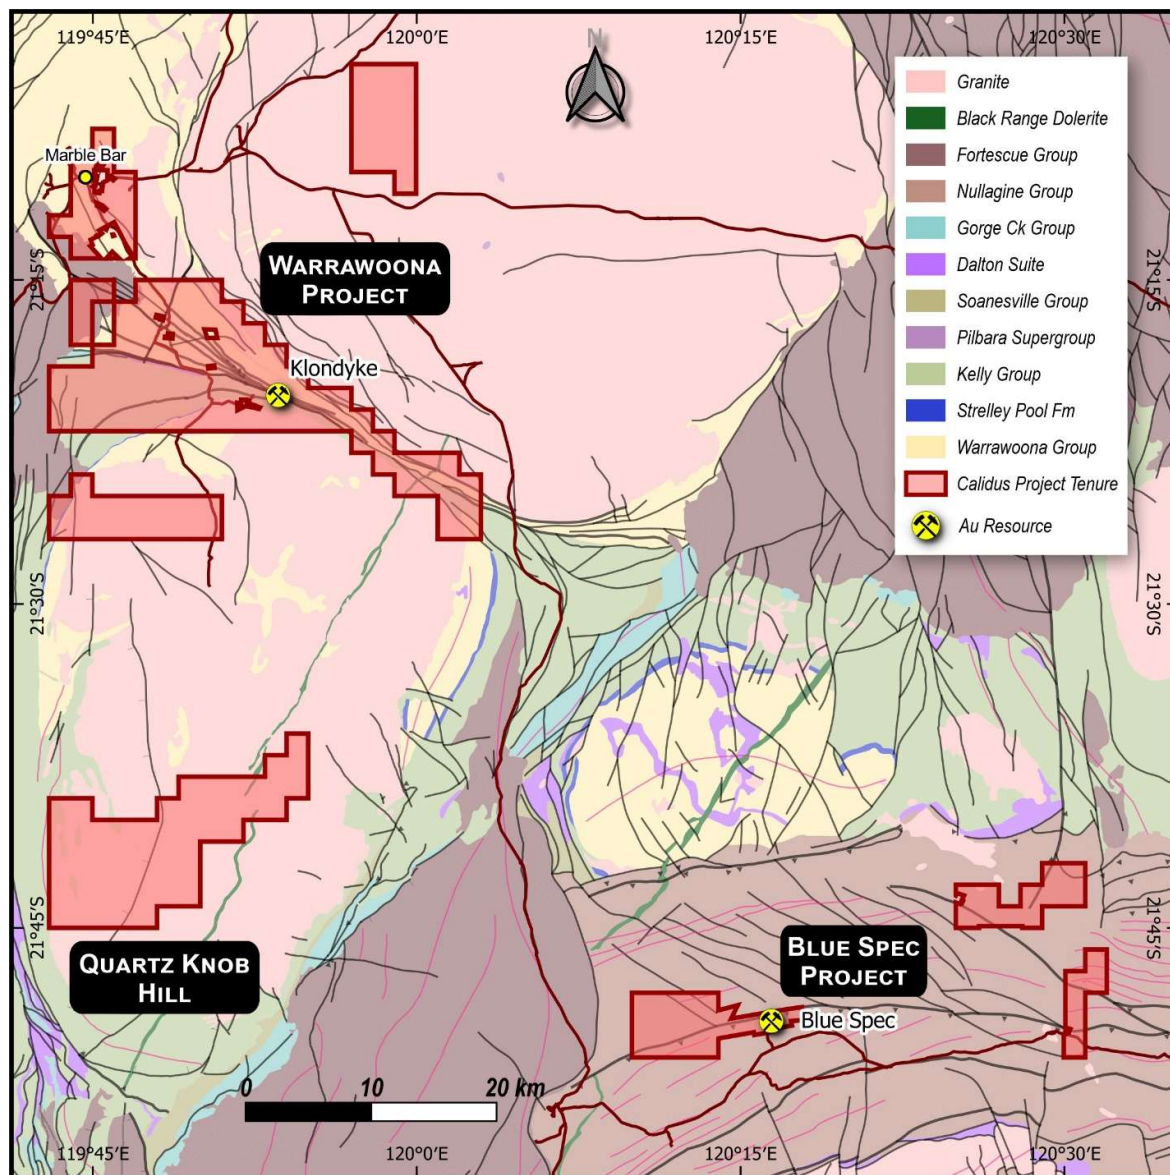 119°45'E
120°0'E
120°15'E
120°30'E
N
Granite
Black Range Dolerite
Fortescue Group
Nullagine Group
Gorge Ck Group
Dalton Suite
Soanesville Group
Pilbara Supergroup
Kelly Group
Strelley Pool Fm
Warrawoona Group
Calidus Project Tenure
Au Resource
Marble Bar
21°15'S
WARRAWOONA
PROJECT
21°15'S
Klondyke
21°30'S
21°30'S
21°45'S
QUARTZ KNOB
HILL
BLUE SPEC
PROJECT
21°45'S
Blue Spec
0 10 20 km
119°45'E
120°0'E
120°15'E
120°30'E